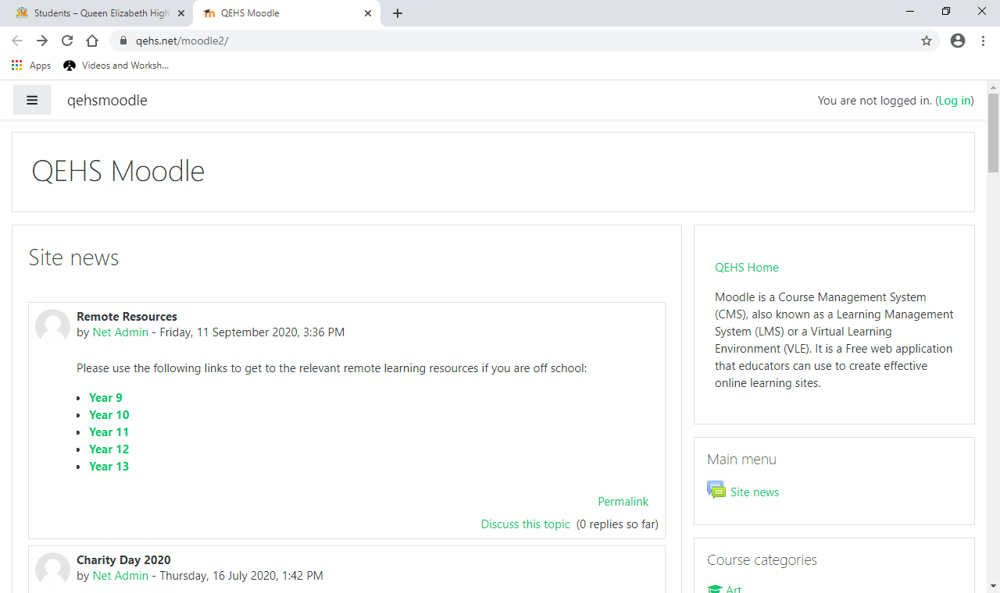 Students – Queen Elizabeth High
QEHS Moodle
qehs.net/moodle2/
Apps
Videos and Worksh...
qehsmoodle
You are not logged in. (Log in)
QEHS Moodle
Site news
Remote Resources
by Net Admin - Friday, 11 September 2020, 3:36 PM
Please use the following links to get to the relevant remote learning resources if you are off school:
Year 9
Year 10
Year 11
Year 12
Year 13
Permalink
Discuss this topic (0 replies so far)
Charity Day 2020
by Net Admin - Thursday, 16 July 2020, 1:42 PM
QEHS Home
Moodle is a Course Management System
(CMS), also known as a Learning Management
System (LMS) or a Virtual Learning
Environment (VLE). It is a Free web application
that educators can use to create effective
online learning sites.
Main menu
Site news
Course categories
Art